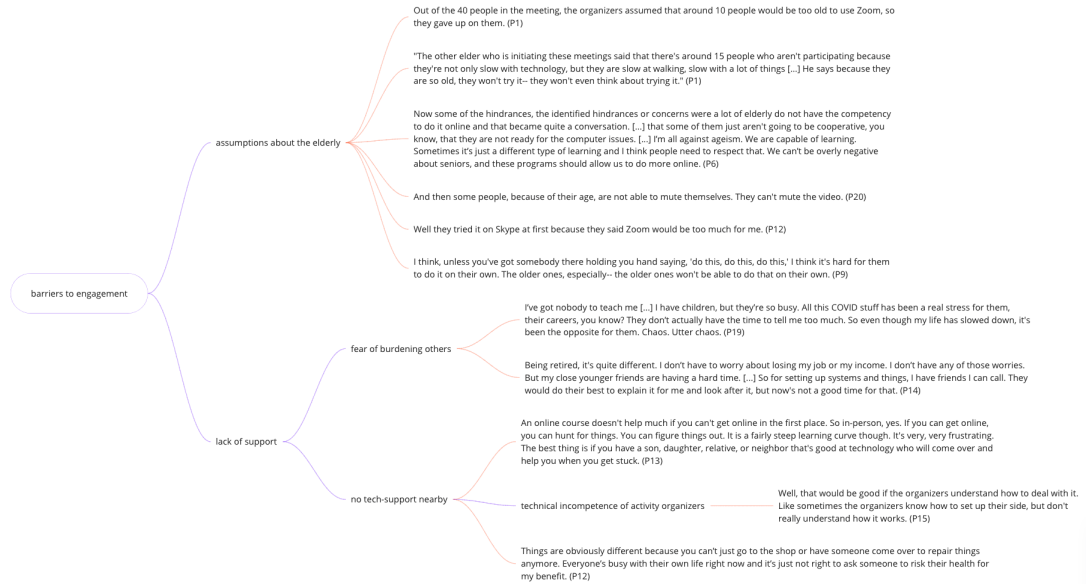 Out of the 40 people in the meeting, the organizers assumed that around 10 people would be too old to use Zoom, so
they gave up on them. (P1)
"The other elder who is initiating these meetings said that there's around 15 people who aren't participating because
they're not only slow with technology, but they are slow at walking, slow with a lot of things [...] He says because they
are so old, they won't try it-- they won't even think about trying it." (P1)
Now some of the hindrances, the identified hindrances or concerns were a lot of elderly do not have the competency
to do it online and that became quite a conversation. [...] that some of them just aren't going to be cooperative, you
know, that they are not ready for the computer issues. [...] I'm all against ageism. We are capable of learning.
Sometimes it's just a different type of learning and I think people need to respect that. We can't be overly negative
about seniors, and these programs should allow us to do more online. (P6)
assumptions about the elderly
And then some people, because of their age, are not able to mute themselves. They can't mute the video. (P20)
Well they tried it on Skype at first because they said Zoom would be too much for me. (P12)
I think, unless you've got somebody there holding you hand saying, 'do this, do this, do this,' I think it's hard for them
to do it on their own. The older ones, especially-- the older ones won't be able to do that on their own. (P9)
barriers to engagement
I've got nobody to teach me [...] I have children, but they're so busy. All this COVID stuff has been a real stress for them,
their careers, you know? They don't actually have the time to tell me too much. So even though my life has slowed down, it's
been the opposite for them. Chaos. Utter chaos. (P19)
fear of burdening others
Being retired, it's quite different. I don't have to worry about losing my job or my income. I don't have any of those worries.
But my close younger friends are having a hard time. [...] So for setting up systems and things, I have friends I can call. They
would do their best to explain it for me and look after it, but now's not a good time for that. (P14)
lack of support
An online course doesn't help much if you can't get online in the first place. So in-person, yes. If you can get online,
you can hunt for things. You can figure things out. It is a fairly steep learning curve though. It's very, very frustrating.
The best thing is if you have a son, daughter, relative, or neighbor that's good at technology who will come over and
help you when you get stuck. (P13)
no tech-support nearby
technical incompetence of activity organizers
Well, that would be good if the organizers understand how to deal with it.
Like sometimes the organizers know how to set up their side, but don't
really understand how it works. (P15)
Things are obviously different because you can't just go to the shop or have someone come over to repair things
anymore. Everyone's busy with their own life right now and it's just not right to ask someone to risk their health for
my benefit. (P12)